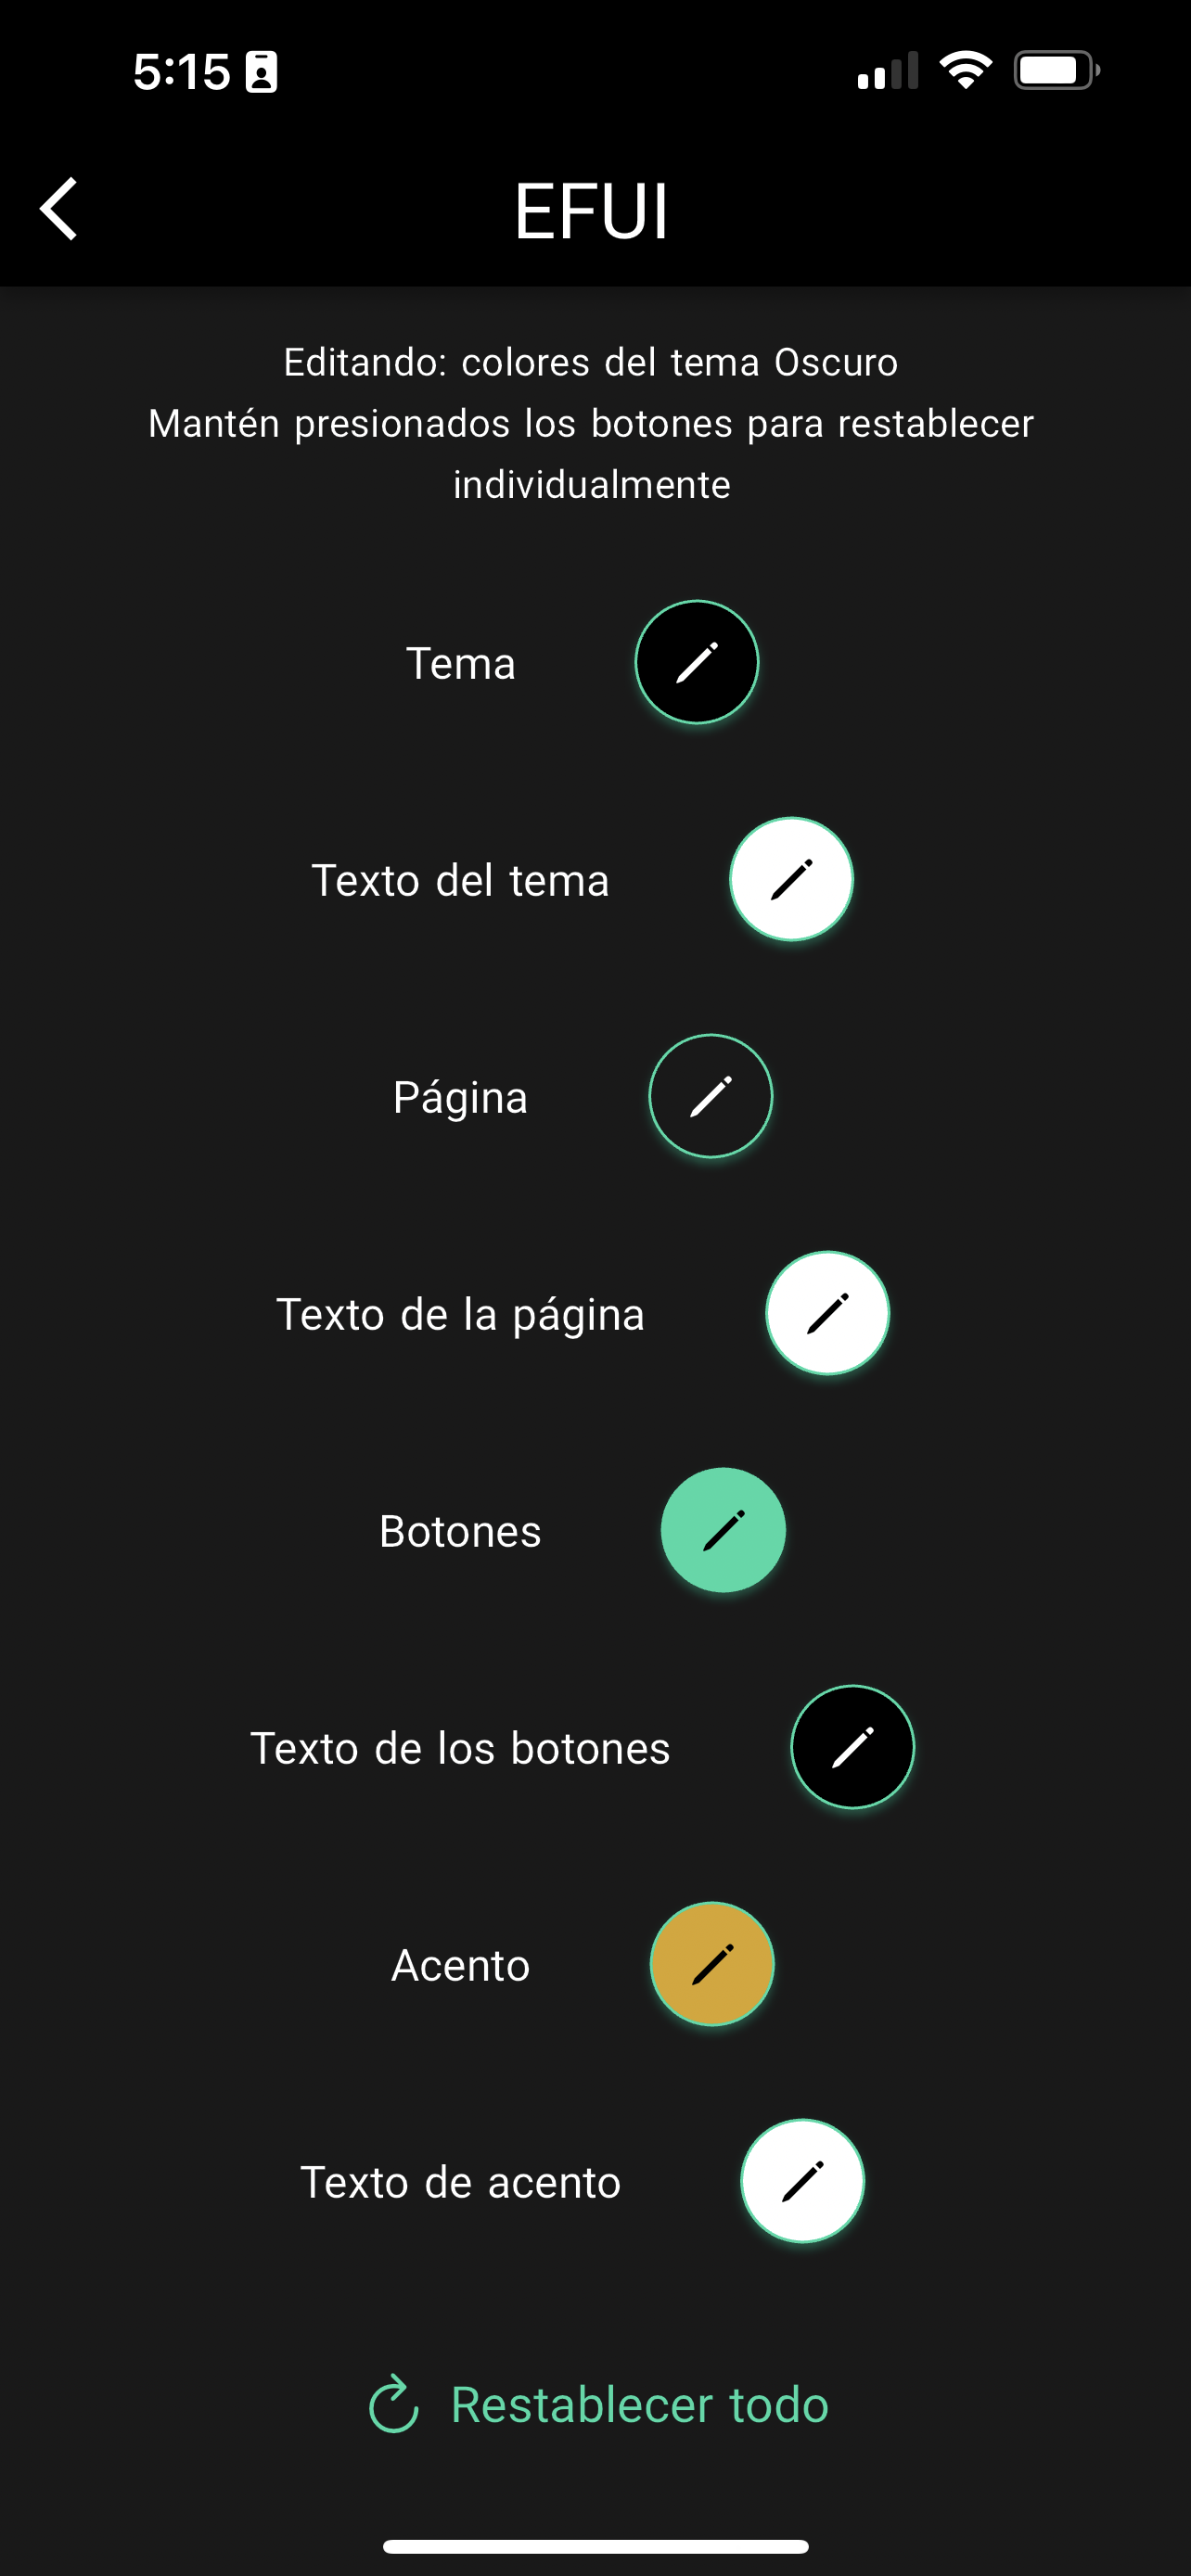 5:15
EFUI
Editando: colores del tema Oscuro
Mantén presionados los botones para restablecer
individualmente
Tema
Texto del tema
Página
Texto de la página
Botones
Texto de los botones
Acento
Texto de acento
Restablecer todo